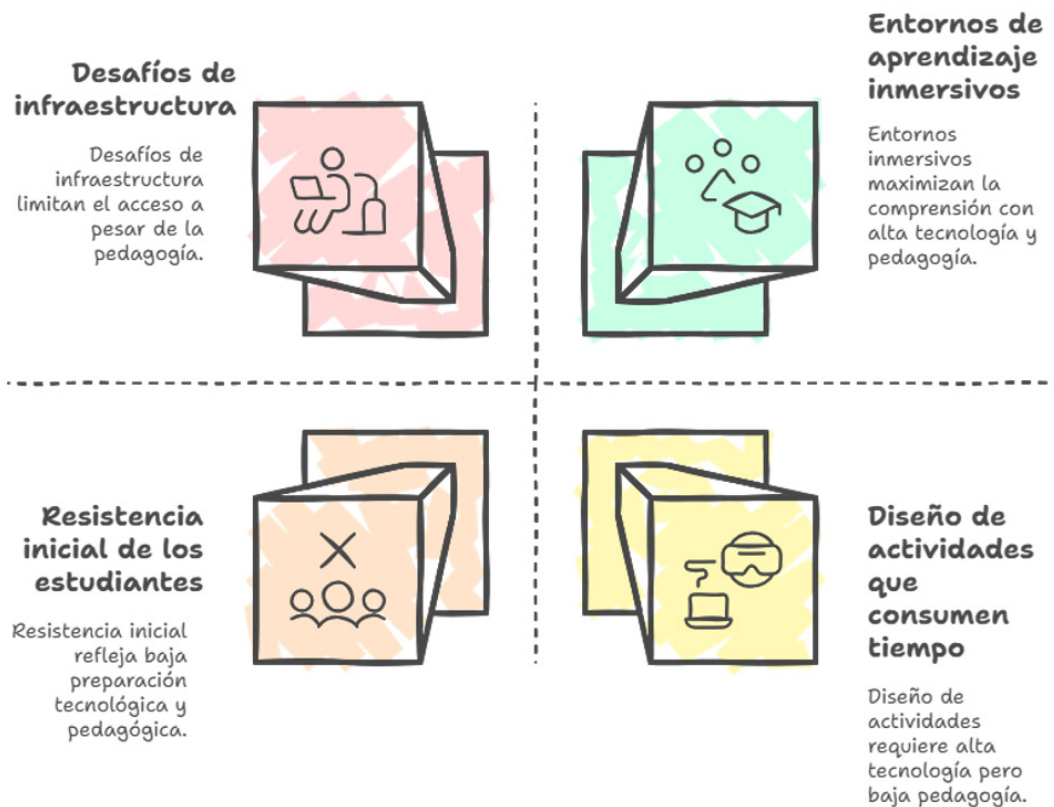 Desafíos de
infraestructura
Desafíos de
infraestructura
limitan el acceso a
pesar de la
pedagogía.
Entornos de
aprendizaje
inmersivos
Entornos
inmersivos
maximizan la
comprensión con
alta tecnología y
pedagogía.
Resistencia
inicial de los
estudiantes
Resistencia inicial
refleja baja
preparación
tecnológica y
pedagógica.
Diseño de
actividades
que
consumen
tiempo
Diseño de
actividades
requiere alta
tecnología pero
baja pedagogía.